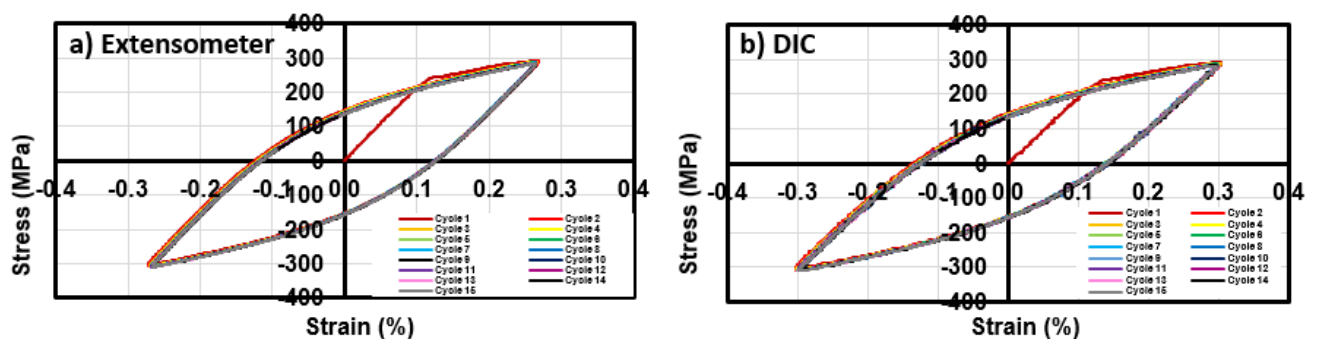 a) Extensometer
Stress (MPa)
400
300
200
100
0
-100
-200
-300
-400
-0.4 -0.3 -0.2 -0.1 0.0 0.1 0.2 0.3 0.4
Strain (%)
Cycle 1 Cycle 2
Cycle 3 Cycle 4
Cycle 5 Cycle 6
Cycle 7 Cycle 8
Cycle 9 Cycle 10
Cycle 11 Cycle 12
Cycle 13 Cycle 14
Cycle 15
b) DIC
Stress (MPa)
400
300
200
100
0
-100
-200
-300
-400
-0.4 -0.3 -0.2 -0.1 0.0 0.1 0.2 0.3 0.4
Strain (%)
Cycle 1 Cycle 2
Cycle 3 Cycle 4
Cycle 5 Cycle 6
Cycle 7 Cycle 8
Cycle 9 Cycle 10
Cycle 11 Cycle 12
Cycle 13 Cycle 14
Cycle 15